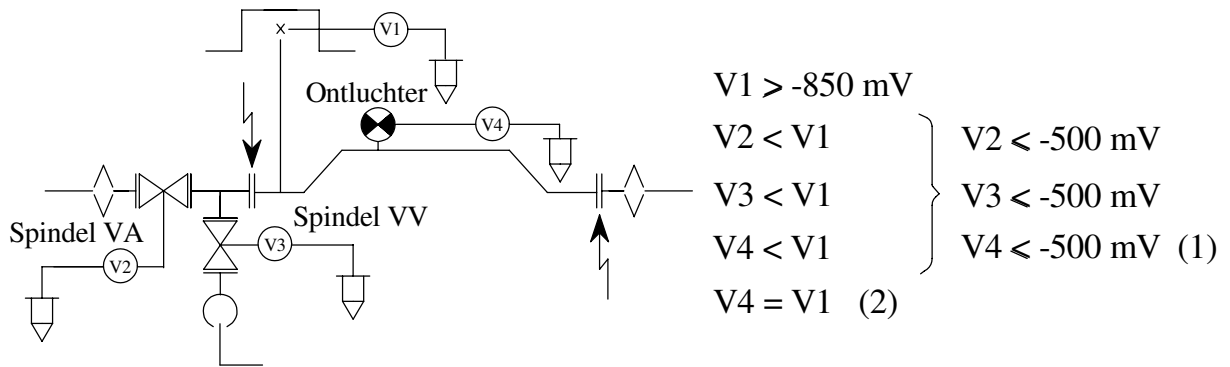 V1
Ontluchter
V4
Spindel VA
V2
Spindel VV
V3
V1 > -850 mV
V2 < V1
V3 < V1
V4 < V1
V4 = V1 (2)
V2 ⩽ -500 mV
V3 ⩽ -500 mV
V4 ⩽ -500 mV (1)